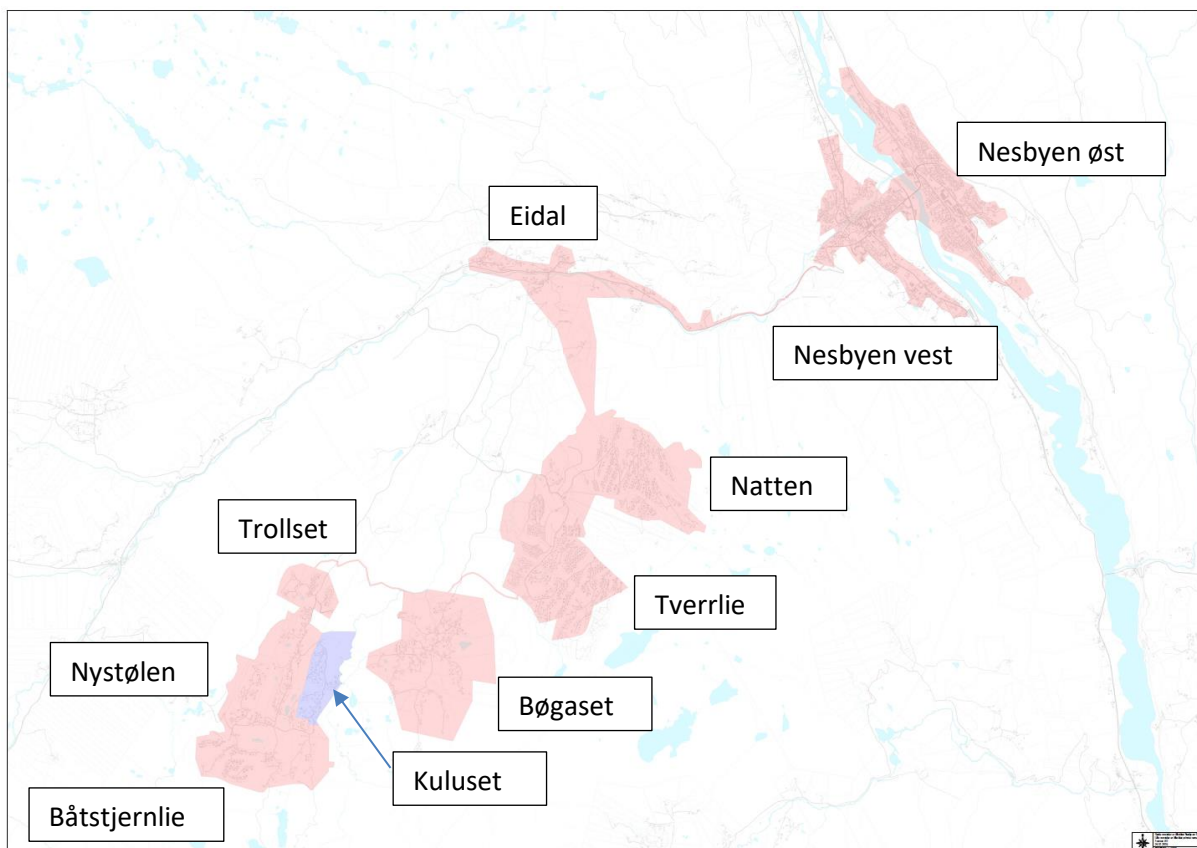 Nesbyen øst
Eidal
Nesbyen vest
Natten
Trollset
Tverrlie
Nystølen
Bøgaset
Kuluset
Båtstjernlie